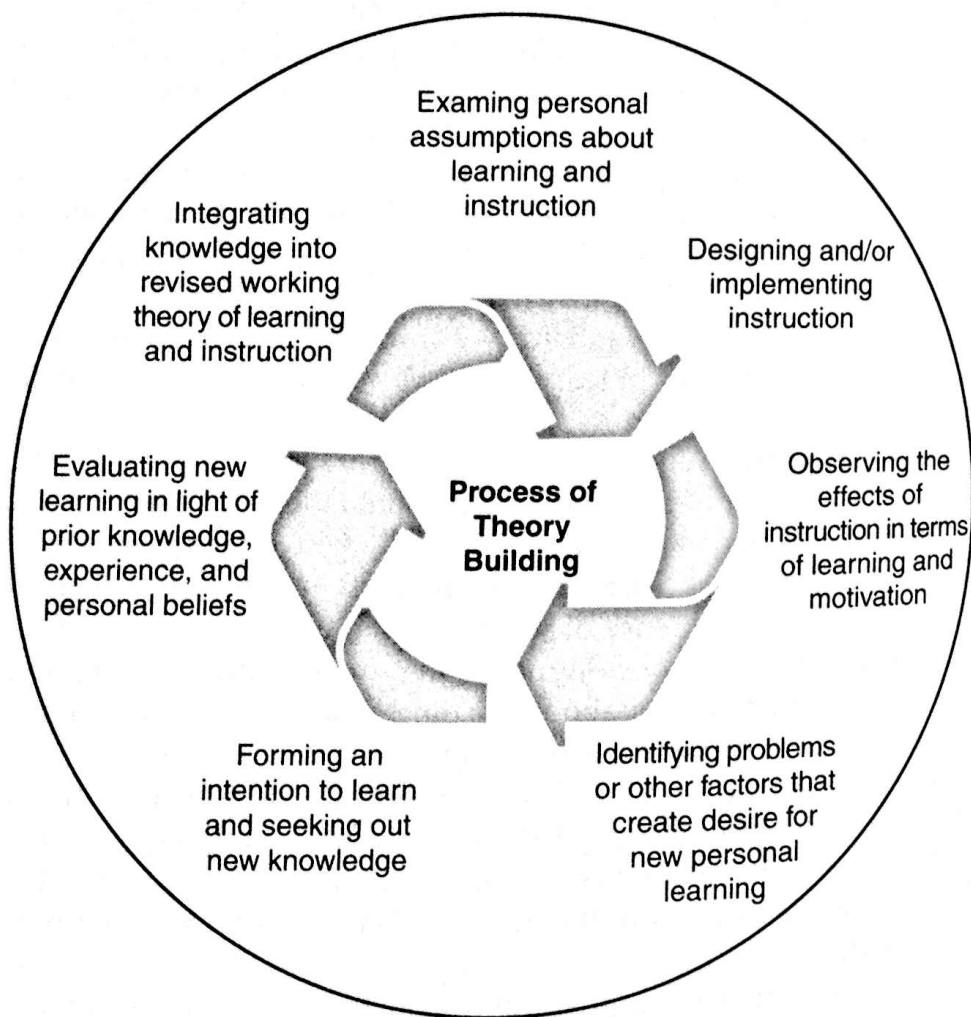 Examing personal
assumptions about
learning and
instruction
Designing and/or
implementing
instruction
Observing the
effects of
instruction in terms
of learning and
motivation
Identifying problems
or other factors that
create desire for
new personal
learning
Forming an
intention to learn
and seeking out
new knowledge
Evaluating new
learning in light of
prior knowledge,
experience, and
personal beliefs
Integrating
knowledge into
revised working
theory of learning
and instruction
Process of
Theory
Building